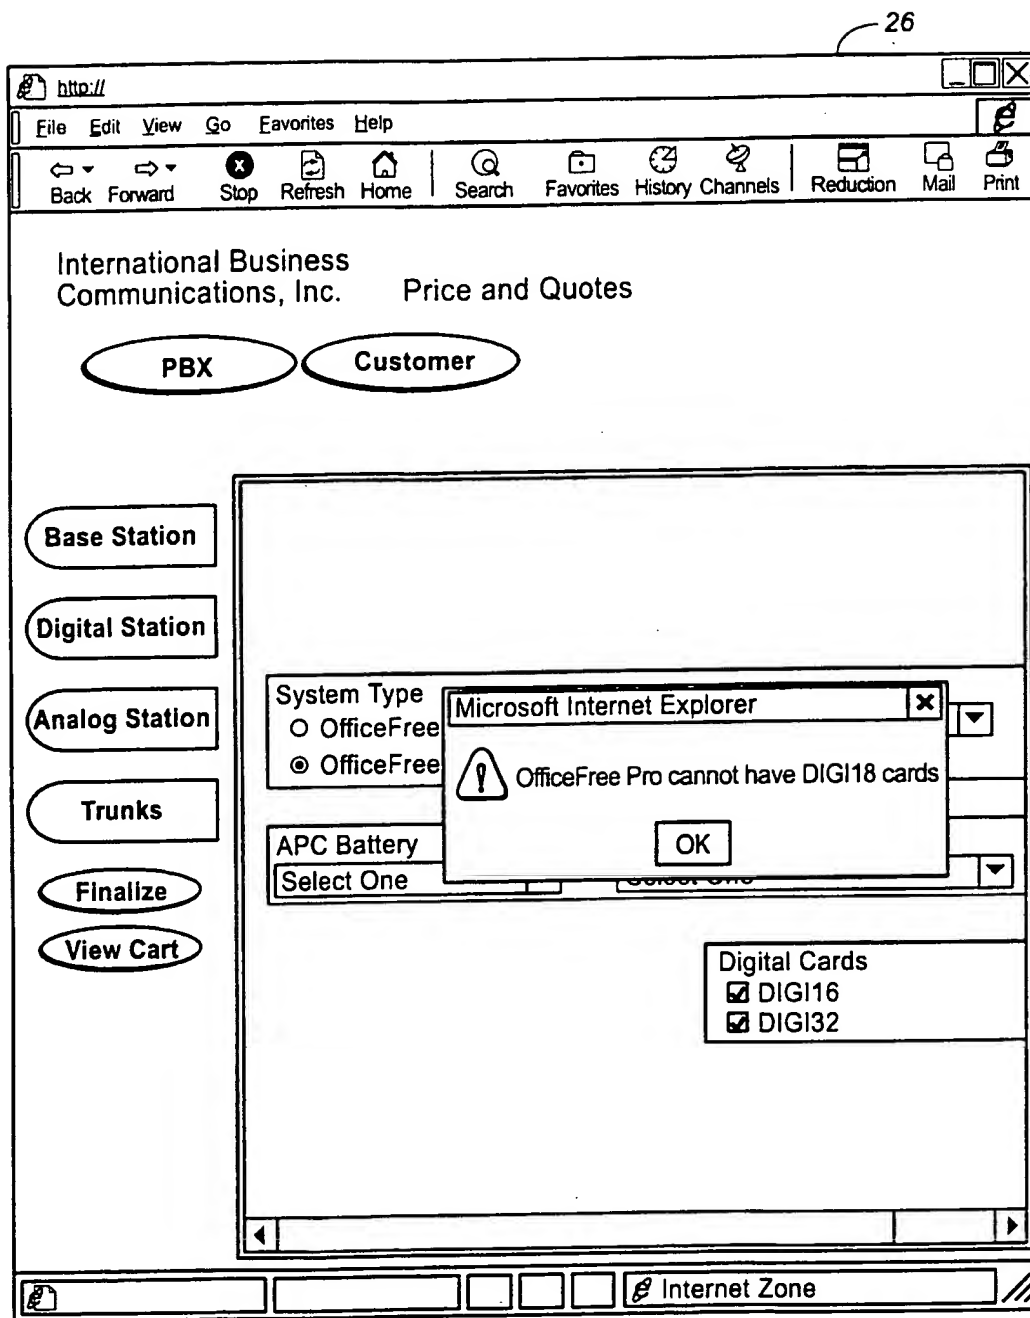 26
http://
File Edit View Go Favorites Help
Back Forward Stop Refresh Home Search Favorites History Channels Reduction Mail Print
International Business
Communications, Inc. Price and Quotes
PBX Customer
Base Station
Digital Station
Analog Station
Trunks
Finalize
View Cart
System Type
OfficeFree
OfficeFree
Microsoft Internet Explorer
OfficeFree Pro cannot have DIGI18 cards
OK
APC Battery
Select One
Select One
Digital Cards
DIGI16
DIGI32
Internet Zone